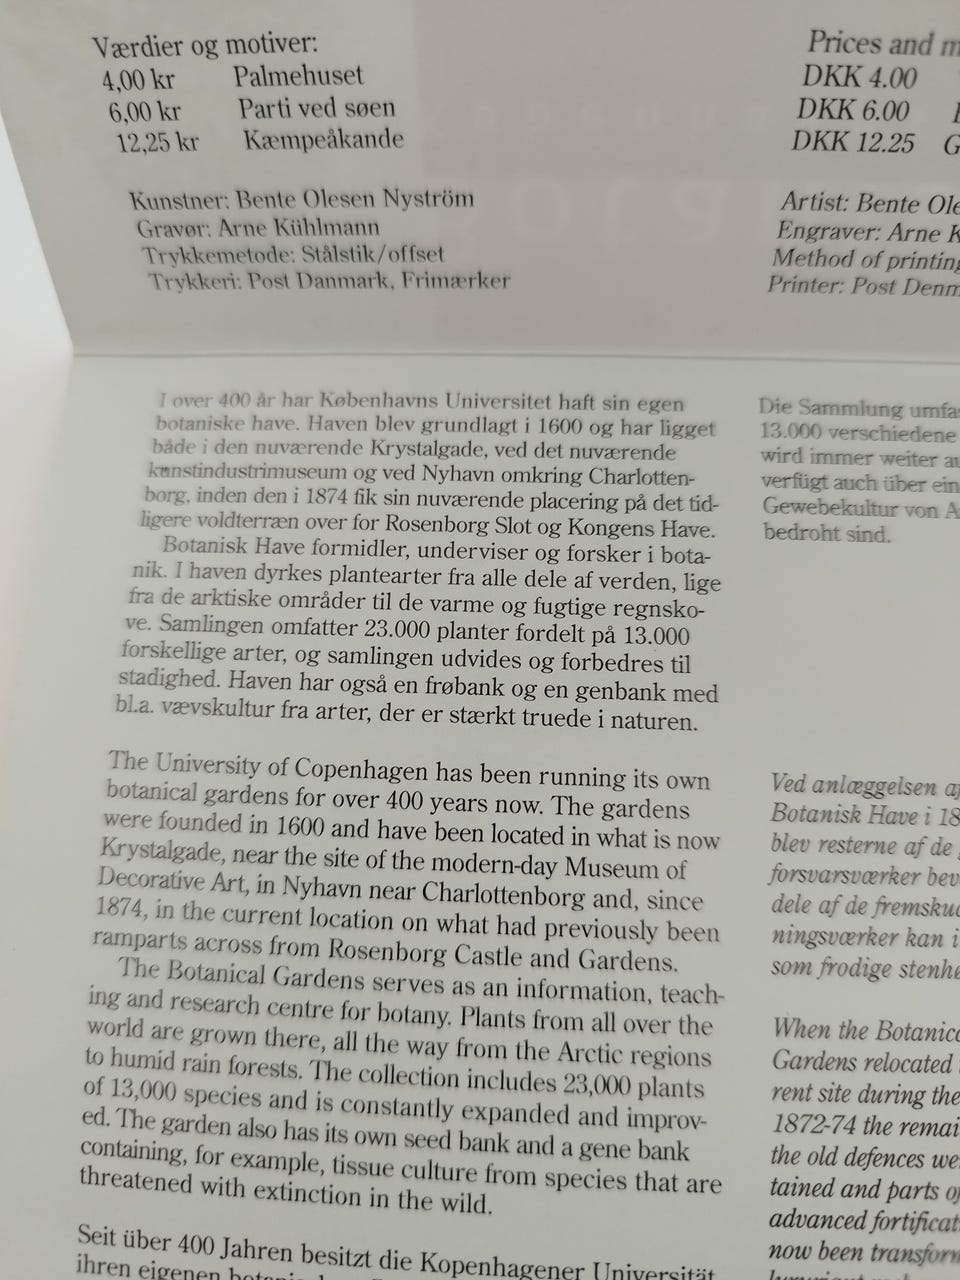 Værdier og motiver:
4,00 kr Palmehuset
6,00 kr Parti ved søen
12,25 kr Kæmpeåkande
Kunstner: Bente Olesen Nyström
Gravør: Arne Kühlmann
Trykkemetode: Stålstik/offset
Trykkeri: Post Danmark, Frimærker
Prices and m
DKK 4.00
DKK 6.00
DKK 12.25 G
Artist: Bente Ole
Engraver: Arne K
Method of printing
Printer: Post Denm
I over 400 år har Københavns Universitet haft sin egen
botaniske have. Haven blev grundlagt i 1600 og har ligget
både i den nuværende Krystalgade, ved det nuværende
kunstindustrimuseum og ved Nyhavn omkring Charlotten-
borg, inden den i 1874 fik sin nuværende placering på det tid-
ligere voldterræn over for Rosenborg Slot og Kongens Have.
Botanisk Have formidler, underviser og forsker i bota-
nik. I haven dyrkes plantearter fra alle dele af verden, lige
fra de arktiske områder til de varme og fugtige regnsko-
ve. Samlingen omfatter 23.000 planter fordelt på 13.000
forskellige arter, og samlingen udvides og forbedres til
stadighed. Haven har også en frøbank og en genbank med
bl.a. vævskultur fra arter, der er stærkt truede i naturen.
The University of Copenhagen has been running its own
botanical gardens for over 400 years now. The gardens
were founded in 1600 and have been located in what is now
Krystalgade, near the site of the modern-day Museum of
Decorative Art, in Nyhavn near Charlottenborg and, since
1874, in the current location on what had previously been
ramparts across from Rosenborg Castle and Gardens.
The Botanical Gardens serves as an information, teach-
ing and research centre for botany. Plants from all over the
world are grown there, all the way from the Arctic regions
to humid rain forests. The collection includes 23,000 plants
of 13,000 species and is constantly expanded and improv-
ed. The garden also has its own seed bank and a gene bank
containing, for example, tissue culture from species that are
threatened with extinction in the wild.
Seit über 400 Jahren besitzt die Kopenhagener Universität
ihren eigenen
Die Sammlung umfas
13.000 verschiedene
wird immer weiter au
verfügt auch über ein
Gewebekultur von A
bedroht sind.
Ved anlæggelsen af
Botanisk Have i 18
blev resterne af de
forsvarsværker bev
dele af de fremskud
ningsværker kan i
som frodige stenhe
When the Botanica
Gardens relocated
rent site during the
1872-74 the remai
the old defences we
tained and parts of
advanced fortificat
now been transform